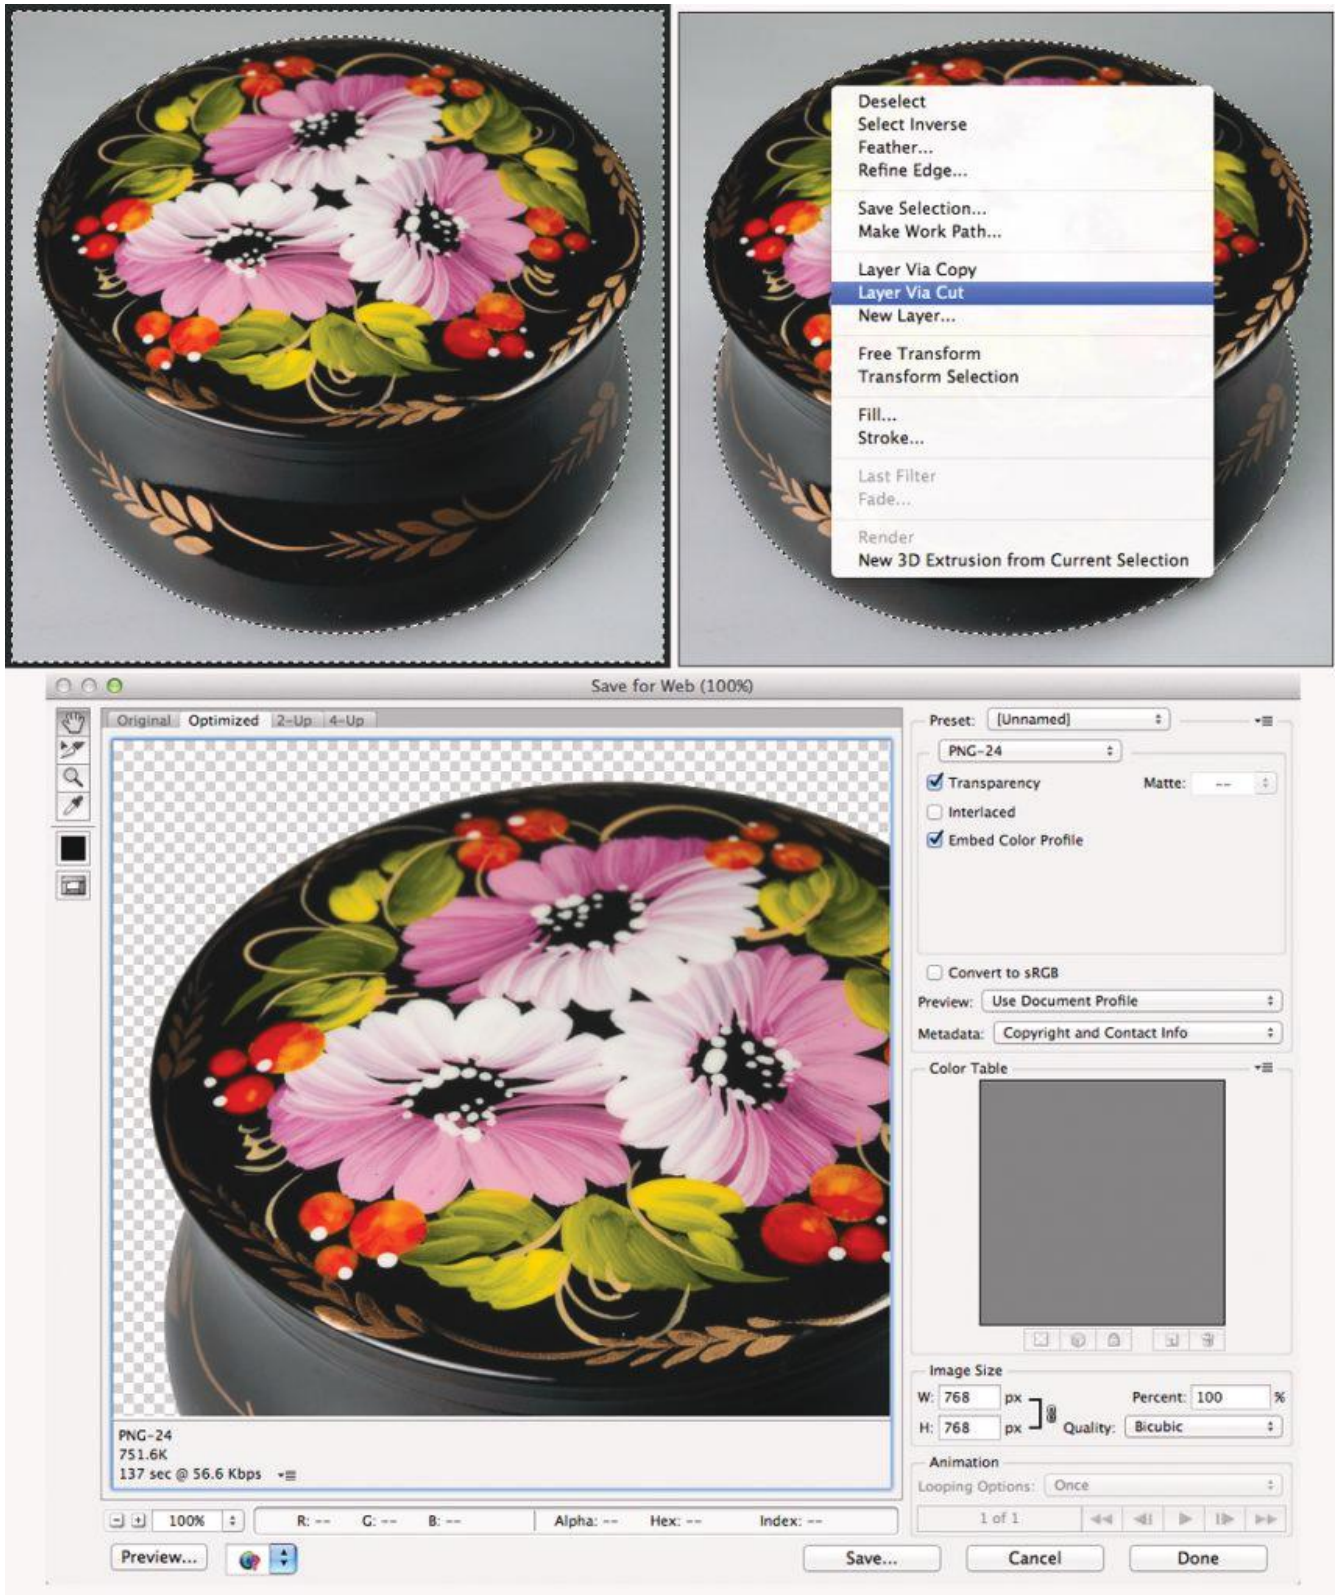 Deselect
Select Inverse
Feather...
Refine Edge...
Save Selection...
Make Work Path...
Layer Via Copy
Layer Via Cut
New Layer...
Free Transform
Transform Selection
Fill...
Stroke...
Last Filter
Fade...
Render
New 3D Extrusion from Current Selection
Save for Web (100%)
Original Optimized 2-Up 4-Up
Preset: [Unnamed]
PNG-24
Transparency Matte: --
Interlaced
Embed Color Profile
Convert to sRGB
Preview: Use Document Profile
Metadata: Copyright and Contact Info
Color Table
Image Size
W: 768 px Percent: 100 %
H: 768 px Quality: Bicubic
Animation
Looping Options: Once
1 of 1
PNG-24
751.6K
137 sec @ 56.6 Kbps
100% R: -- G: -- B: -- Alpha: -- Hex: -- Index: --
Preview... Save... Cancel Done